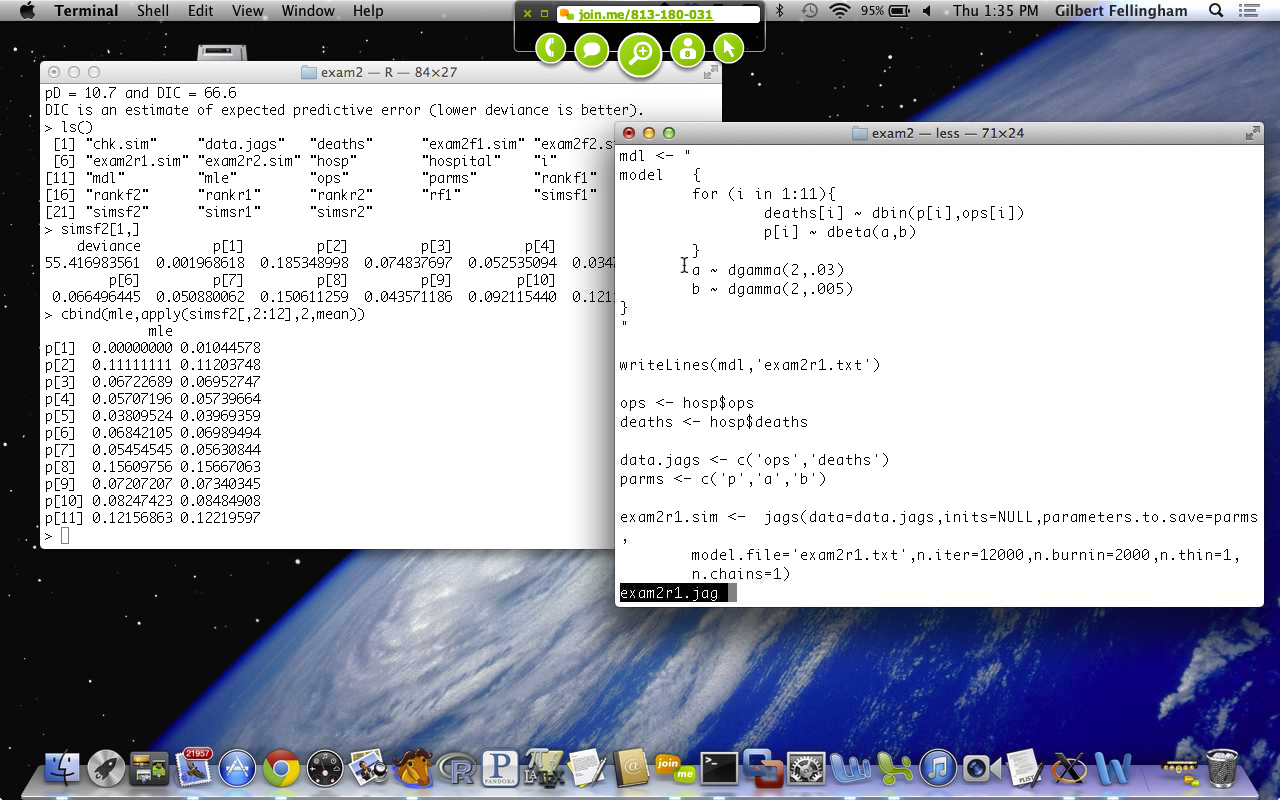 Terminal Shell Edit View Window Help
join.me/813-180-031
95% Thu 1:35 PM Gilbert Fellingham
exam2 — R — 84×27
pD = 10.7 and DIC = 66.6
DIC is an estimate of expected predictive error (lower deviance is better).
> ls()
[1] "chk.sim" "data.jags" "deaths" "exam2f1.sim" "exam2f2.s
[6] "exam2r1.sim" "exam2r2.sim" "hosp" "hospital" "i"
[11] "mdl" "mle" "ops" "parms" "rankf1"
[16] "rankf2" "rankr1" "rankr2" "rf1" "simsf1"
[21] "simsf2" "simsr1" "simsr2"
> simsf2[1,]
deviance p[1] p[2] p[3] p[4]
55.416983561 0.001968618 0.185348998 0.074837697 0.052535094 0.034
p[6] p[7] p[8] p[9] p[10]
0.066496445 0.050880062 0.150611259 0.043571186 0.092115440 0.121
> cbind(mle,apply(simsf2[,2:12],2,mean))
mle
p[1] 0.00000000 0.01044578
p[2] 0.11111111 0.11203748
p[3] 0.06722689 0.06952747
p[4] 0.05707196 0.05739664
p[5] 0.03809524 0.03969359
p[6] 0.06842105 0.06989494
p[7] 0.05454545 0.05630844
p[8] 0.15609756 0.15667063
p[9] 0.07207207 0.07340345
p[10] 0.08247423 0.08484908
p[11] 0.12156863 0.12219597
>
exam2 — less — 71×24
mdl <- "
model {
for (i in 1:11){
deaths[i] ~ dbin(p[i],ops[i])
p[i] ~ dbeta(a,b)
}
a ~ dgamma(2,.03)
b ~ dgamma(2,.005)
}
"
writeLines(mdl,'exam2r1.txt')
ops <- hosp$ops
deaths <- hosp$deaths
data.jags <- c('ops','deaths')
parms <- c('p','a','b')
exam2r1.sim <- jags(data=data.jags,inits=NULL,parameters.to.save=parms
,
model.file='exam2r1.txt',n.iter=12000,n.burnin=2000,n.thin=1,
n.chains=1)
exam2r1.jag
21957
PANDORA
join
me
PLIST